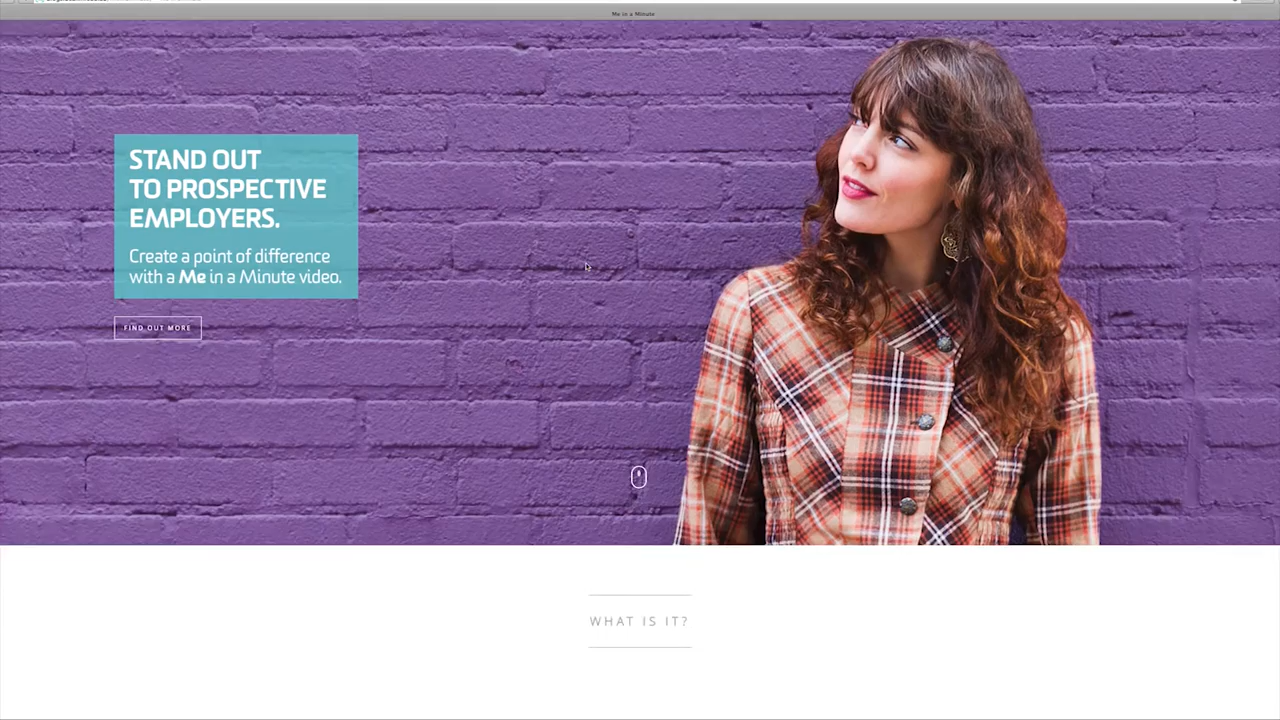 Me in a Minute
STAND OUT
TO PROSPECTIVE
EMPLOYERS.
Create a point of difference
with a Me in a Minute video.
FIND OUT MORE
WHAT IS IT?